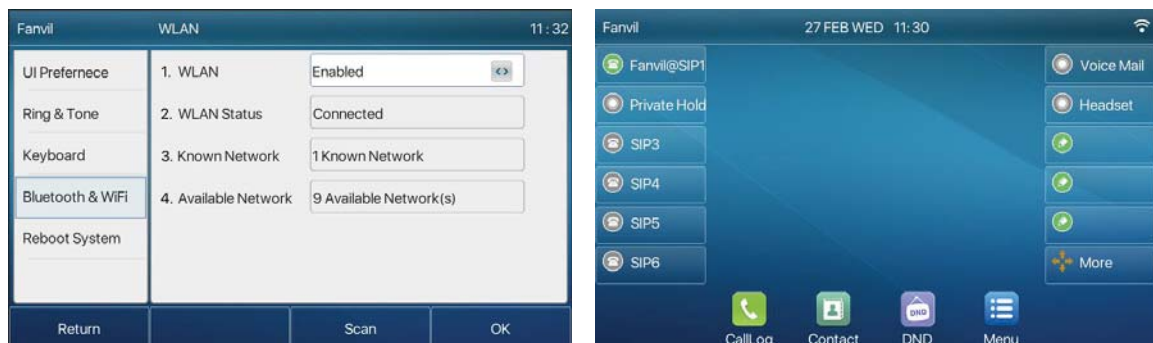 Fanvil WLAN 11:32
UI Prefernece
Ring & Tone
Keyboard
Bluetooth & WiFi
Reboot System
1. WLAN Enabled
2. WLAN Status Connected
3. Known Network 1 Known Network
4. Available Network 9 Available Network(s)
Return Scan OK
Fanvil 27 FEB WED 11:30
Fanvil@SIP1
Private Hold
SIP3
SIP4
SIP5
SIP6
Voice Mail
Headset
More
CallLog Contact DND Menu
DND